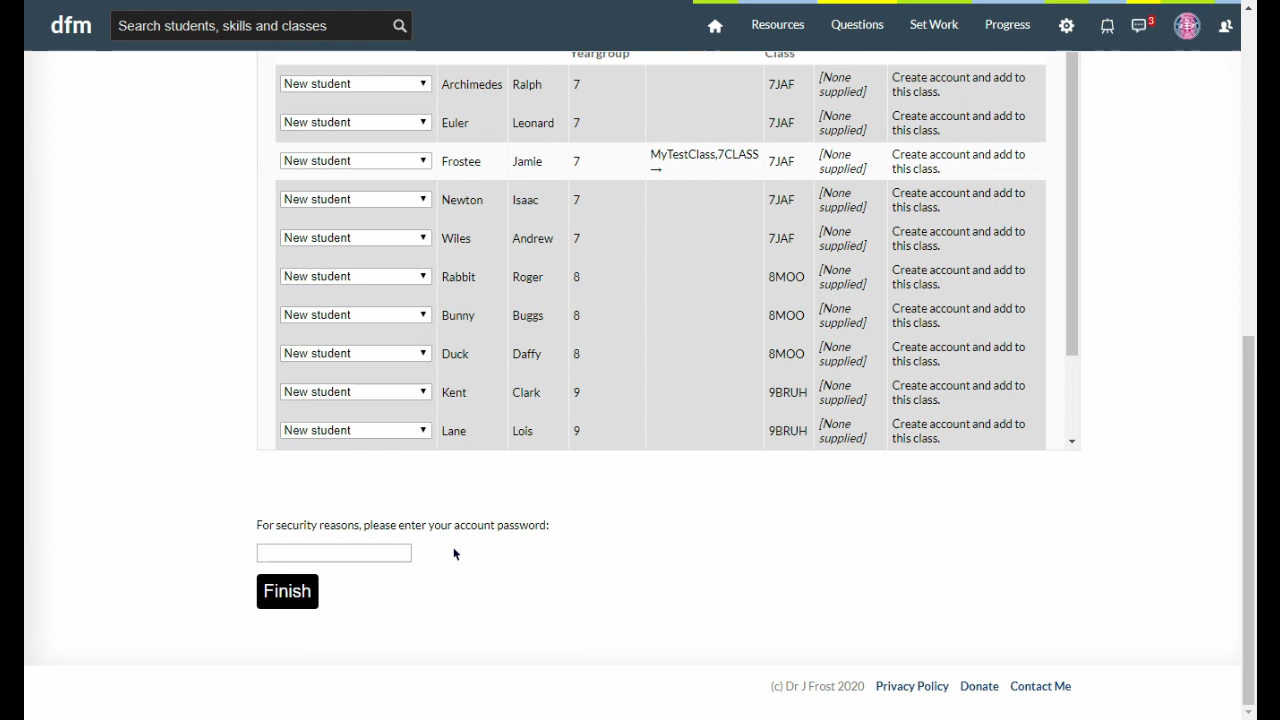 dfm Search students, skills and classes Resources Questions Set Work Progress 3
Yeargroup Class
New student Archimedes Ralph 7 7JAF [None supplied] Create account and add to this class.
New student Euler Leonard 7 7JAF [None supplied] Create account and add to this class.
New student Frostee Jamie 7 MyTestClass,7CLASS → 7JAF [None supplied] Create account and add to this class.
New student Newton Isaac 7 7JAF [None supplied] Create account and add to this class.
New student Wiles Andrew 7 7JAF [None supplied] Create account and add to this class.
New student Rabbit Roger 8 8MOO [None supplied] Create account and add to this class.
New student Bunny Buggs 8 8MOO [None supplied] Create account and add to this class.
New student Duck Daffy 8 8MOO [None supplied] Create account and add to this class.
New student Kent Clark 9 9BRUH [None supplied] Create account and add to this class.
New student Lane Lois 9 9BRUH [None supplied] Create account and add to this class.
For security reasons, please enter your account password:
Finish
(c) Dr J Frost 2020 Privacy Policy Donate Contact Me